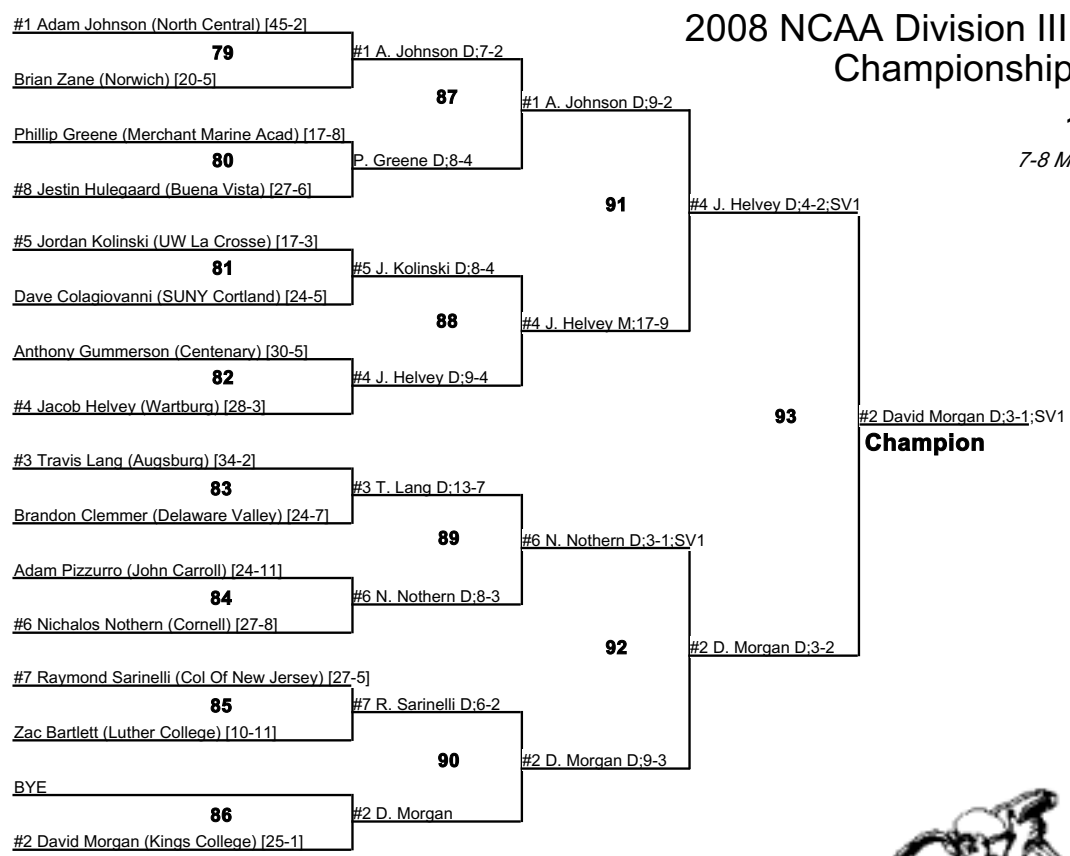 2008 NCAA Division III
Championship
7-8 M
#1 Adam Johnson (North Central) [45-2]
79
#1 A. Johnson D;7-2
Brian Zane (Norwich) [20-5]
87
#1 A. Johnson D;9-2
Phillip Greene (Merchant Marine Acad) [17-8]
80
P. Greene D;8-4
#8 Jestin Hulegaard (Buena Vista) [27-6]
91
#4 J. Helvey D;4-2;SV1
#5 Jordan Kolinski (UW La Crosse) [17-3]
81
#5 J. Kolinski D;8-4
Dave Colagiovanni (SUNY Cortland) [24-5]
88
#4 J. Helvey M;17-9
Anthony Gummerson (Centenary) [30-5]
82
#4 J. Helvey D;9-4
#4 Jacob Helvey (Wartburg) [28-3]
93
#2 David Morgan D;3-1;SV1
Champion
#3 Travis Lang (Augsburg) [34-2]
83
#3 T. Lang D;13-7
Brandon Clemmer (Delaware Valley) [24-7]
89
#6 N. Nothern D;3-1;SV1
Adam Pizzurro (John Carroll) [24-11]
84
#6 N. Nothern D;8-3
#6 Nichalos Nothern (Cornell) [27-8]
92
#2 D. Morgan D;3-2
#7 Raymond Sarinelli (Col Of New Jersey) [27-5]
85
#7 R. Sarinelli D;6-2
Zac Bartlett (Luther College) [10-11]
90
#2 D. Morgan D;9-3
BYE
86
#2 D. Morgan
#2 David Morgan (Kings College) [25-1]